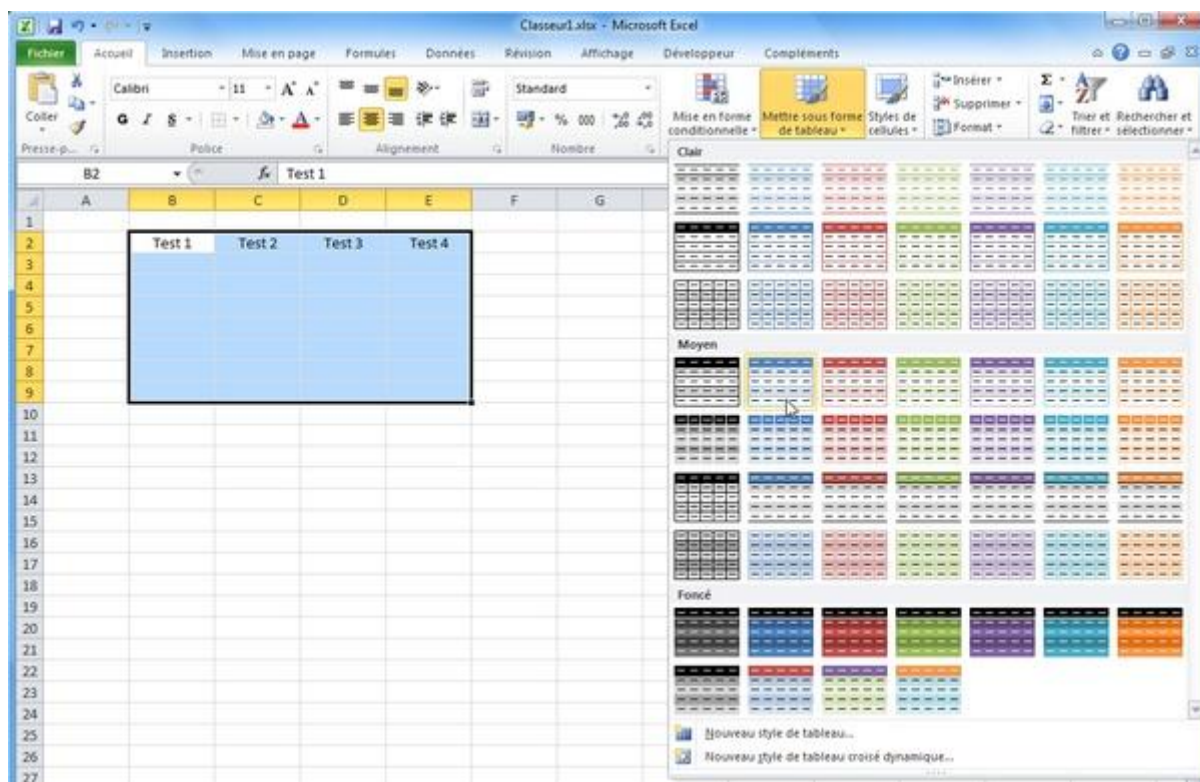 Classeur1.xlsx - Microsoft Excel
Fichier Accueil Insertion Mise en page Formules Données Révision Affichage Développeur Compléments
Calibri 11 Standard Insérer
Supprimer
Coller G I S % 000 Mise en forme conditionnelle Mettre sous forme de tableau Styles de cellules Format Trier et filtrer Rechercher et sélectionner
Presse-p... Police Alignement Nombre
B2 fx Test 1
A B C D E F G
1
2 Test 1 Test 2 Test 3 Test 4
3
4
5
6
7
8
9
10
11
12
13
14
15
16
17
18
19
20
21
22
23
24
25
26
27
Clair
Moyen
Foncé
Nouveau style de tableau...
Nouveau style de tableau croisé dynamique...